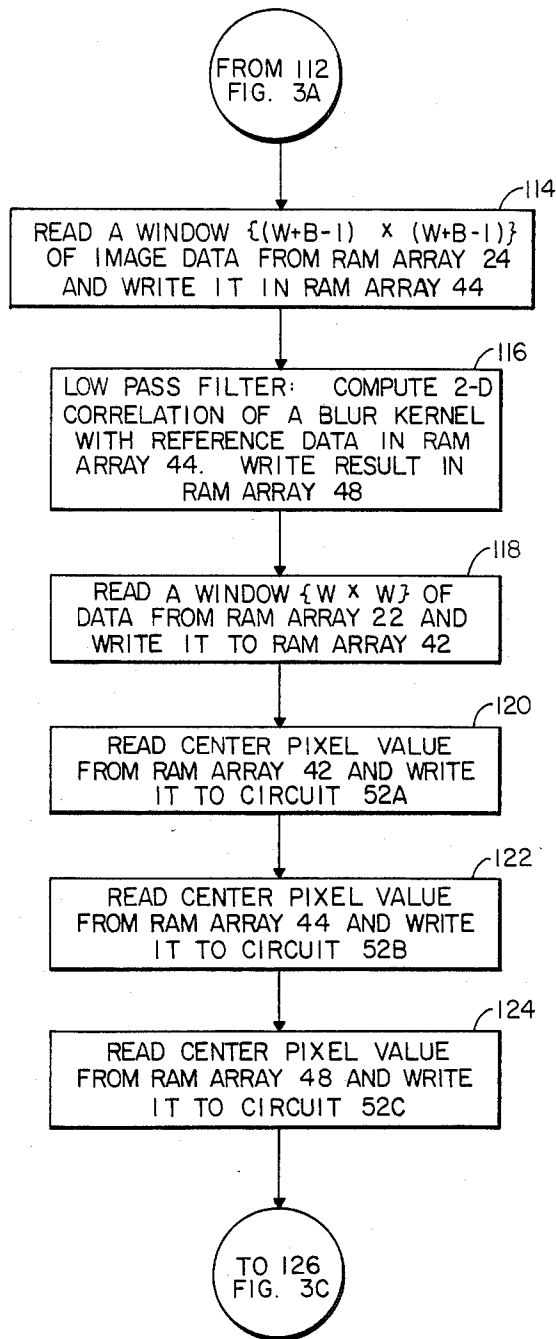 FROM 112
FIG. 3A
114
READ A WINDOW {(W+B-1) X (W+B-1)}
OF IMAGE DATA FROM RAM ARRAY 24
AND WRITE IT IN RAM ARRAY 44
116
LOW PASS FILTER: COMPUTE 2-D
CORRELATION OF A BLUR KERNEL
WITH REFERENCE DATA IN RAM
ARRAY 44. WRITE RESULT IN
RAM ARRAY 48
118
READ A WINDOW {W X W} OF
DATA FROM RAM ARRAY 22 AND
WRITE IT TO RAM ARRAY 42
120
READ CENTER PIXEL VALUE
FROM RAM ARRAY 42 AND WRITE
IT TO CIRCUIT 52A
122
READ CENTER PIXEL VALUE
FROM RAM ARRAY 44 AND WRITE
IT TO CIRCUIT 52B
124
READ CENTER PIXEL VALUE
FROM RAM ARRAY 48 AND WRITE
IT TO CIRCUIT 52C
TO 126
FIG. 3C